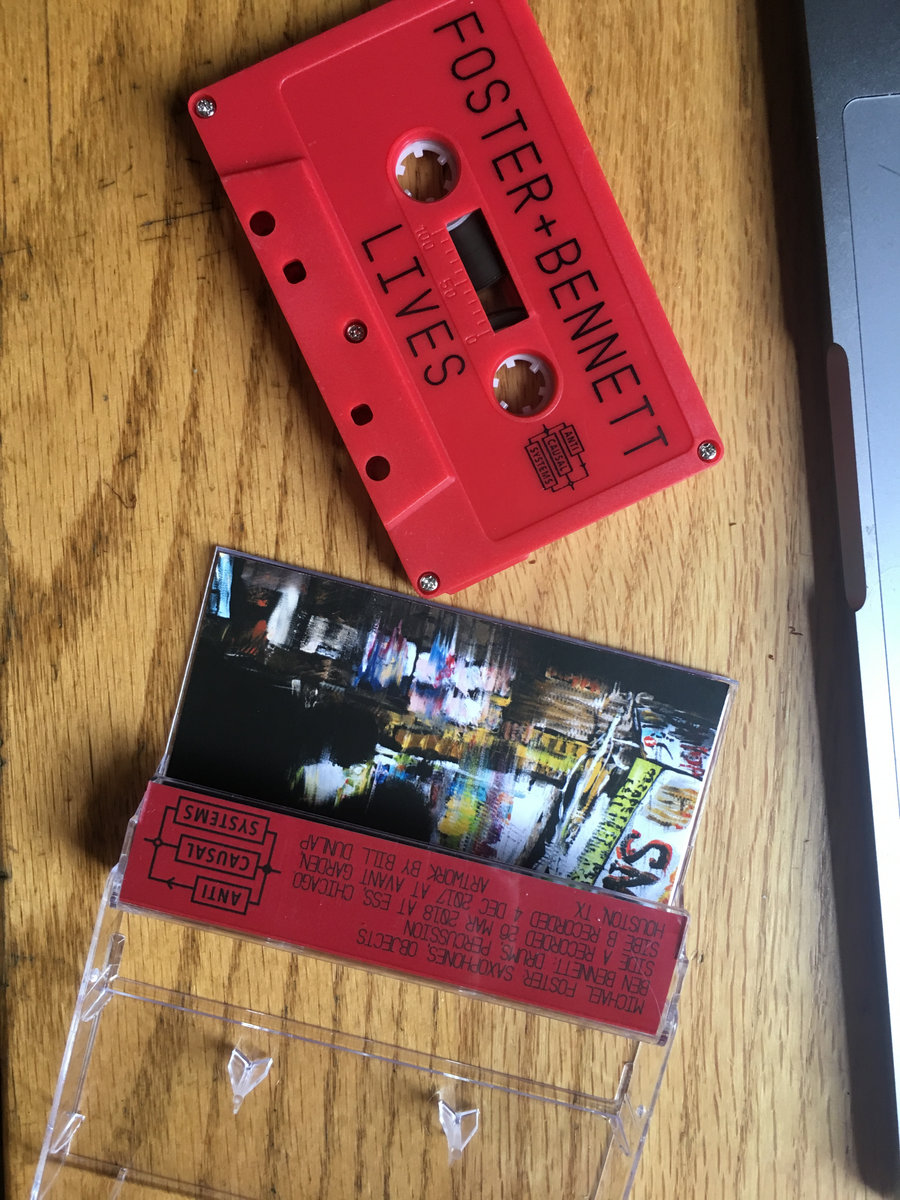 FOSTER+BENNETT
LIVES
100
50
0
ANTI
CAUSAL
SYSTEMS
SA
MICHAEL FOSTER SAXOPHONES, OBJECTS
BEN BENNETT: DRUMS, PERCUSSION
SIDE A RECORDED 26 MAR 2018 AT ESS, CHICAGO
SIDE B RECORDED 4 DEC 2017 AT AVANT GARDEN,
HOUSTON, TX
ARTWORK BY BILL DUNLAP
ANTI
CAUSAL
SYSTEMS